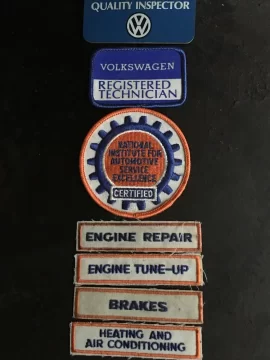 QUALITY INSPECTOR
VOLKSWAGEN
REGISTERED
TECHNICIAN
NATIONAL
INSTITUTE FOR
AUTOMOTIVE
SERVICE
EXCELLENCE
CERTIFIED
ENGINE REPAIR
ENGINE TUNE-UP
BRAKES
HEATING AND
AIR CONDITIONING